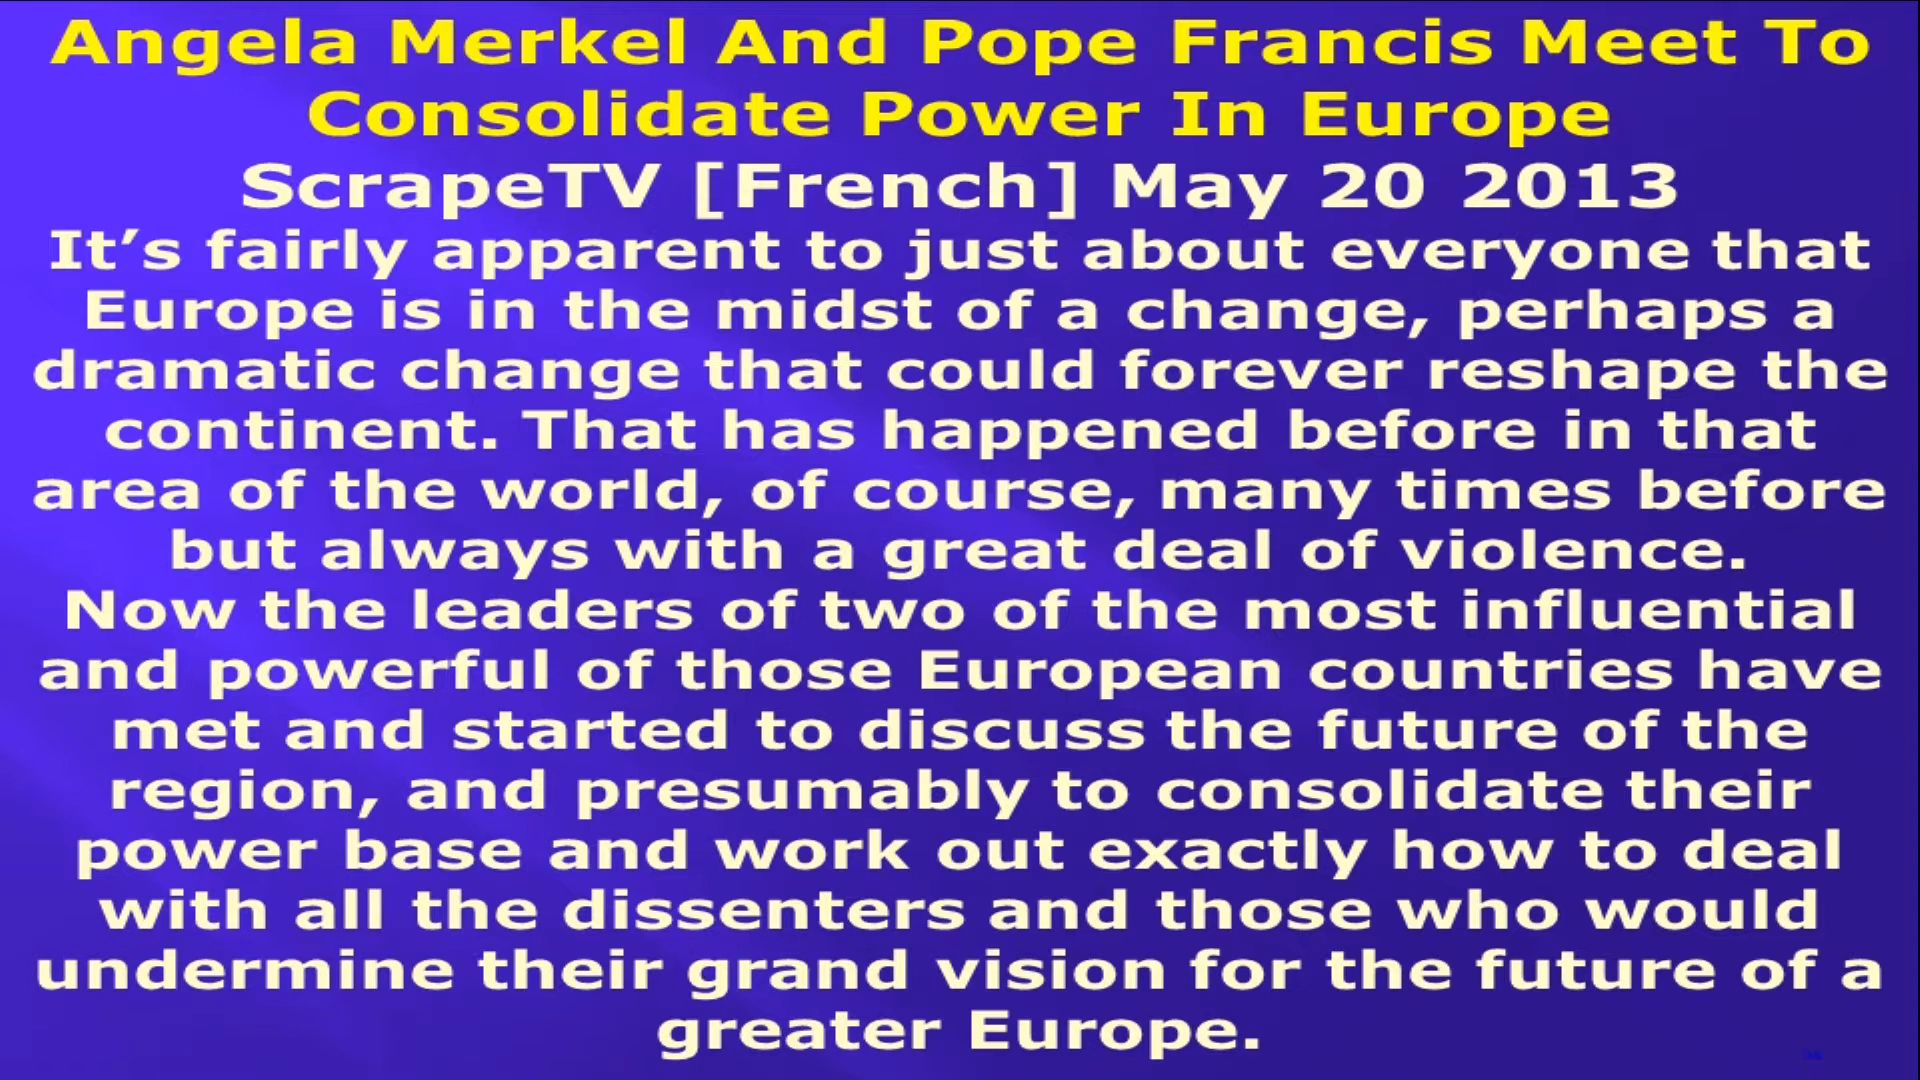 Angela Merkel And Pope Francis Meet To
Consolidate Power In Europe
ScrapeTV [French] May 20 2013
It’s fairly apparent to just about everyone that
Europe is in the midst of a change, perhaps a
dramatic change that could forever reshape the
continent. That has happened before in that
area of the world, of course, many times before
but always with a great deal of violence.
Now the leaders of two of the most influential
and powerful of those European countries have
met and started to discuss the future of the
region, and presumably to consolidate their
power base and work out exactly how to deal
with all the dissenters and those who would
undermine their grand vision for the future of a
greater Europe.